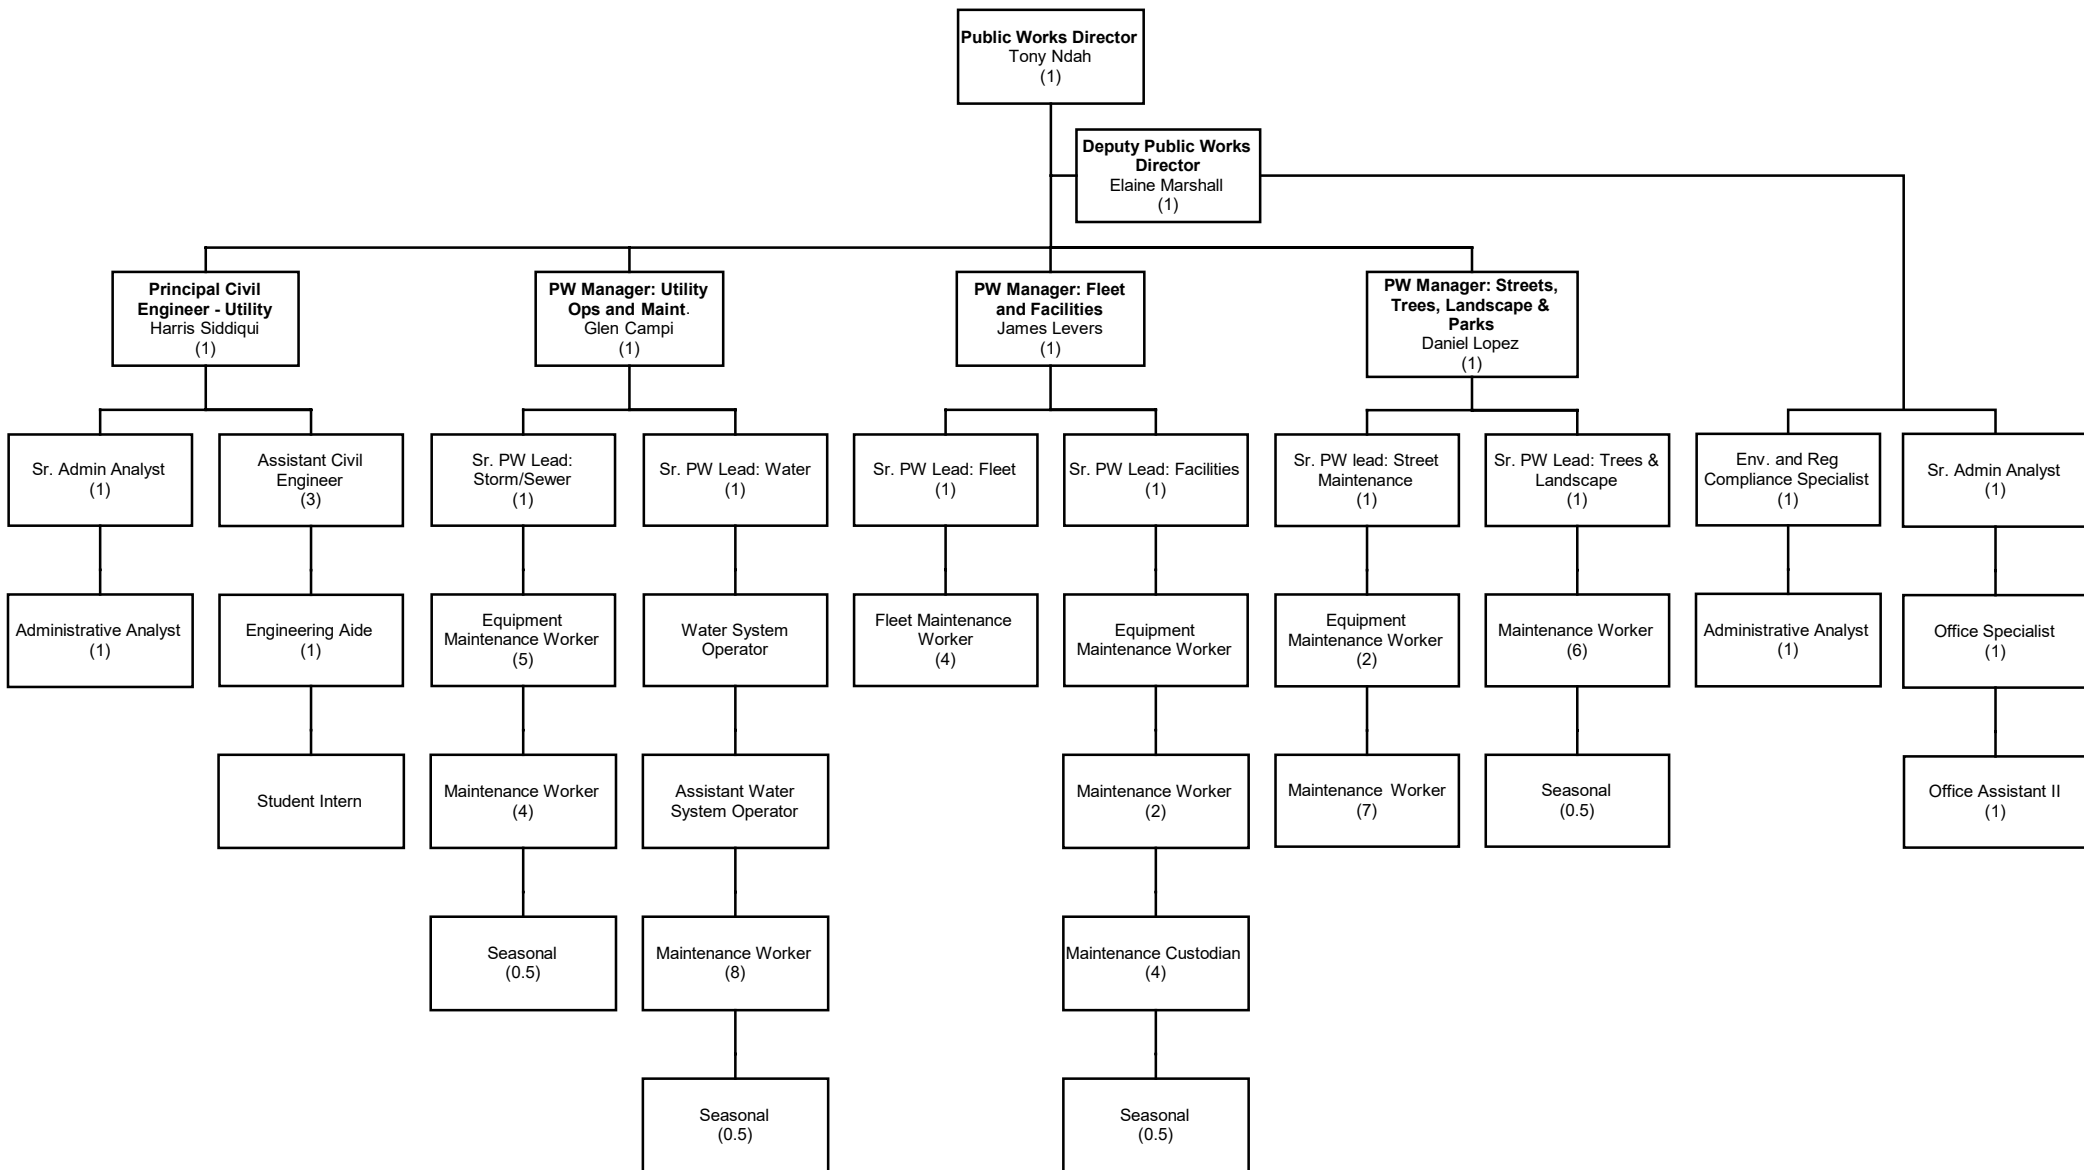 Public Works Director
Tony Ndah
(1)
Deputy Public Works
Director
Elaine Marshall
(1)
Principal Civil
Engineer - Utility
Harris Siddiqui
(1)
PW Manager: Utility
Ops and Maint.
Glen Campi
(1)
PW Manager: Fleet
and Facilities
James Levers
(1)
PW Manager: Streets,
Trees, Landscape &
Parks
Daniel Lopez
(1)
Sr. Admin Analyst
(1)
Assistant Civil
Engineer
(3)
Sr. PW Lead:
Storm/Sewer
(1)
Sr. PW Lead: Water
(1)
Sr. PW Lead: Fleet
(1)
Sr. PW Lead: Facilities
(1)
Sr. PW lead: Street
Maintenance
(1)
Sr. PW Lead: Trees &
Landscape
(1)
Env. and Reg
Compliance Specialist
(1)
Sr. Admin Analyst
(1)
Administrative Analyst
(1)
Engineering Aide
(1)
Equipment
Maintenance Worker
(5)
Water System
Operator
Fleet Maintenance
Worker
(4)
Equipment
Maintenance Worker
Equipment
Maintenance Worker
(2)
Maintenance Worker
(6)
Administrative Analyst
(1)
Office Specialist
(1)
Student Intern
Maintenance Worker
(4)
Assistant Water
System Operator
Maintenance Worker
(2)
Maintenance  Worker
(7)
Seasonal
(0.5)
Office Assistant II
(1)
Seasonal
(0.5)
Maintenance Worker
(8)
Maintenance Custodian
(4)
Seasonal
(0.5)
Seasonal
(0.5)